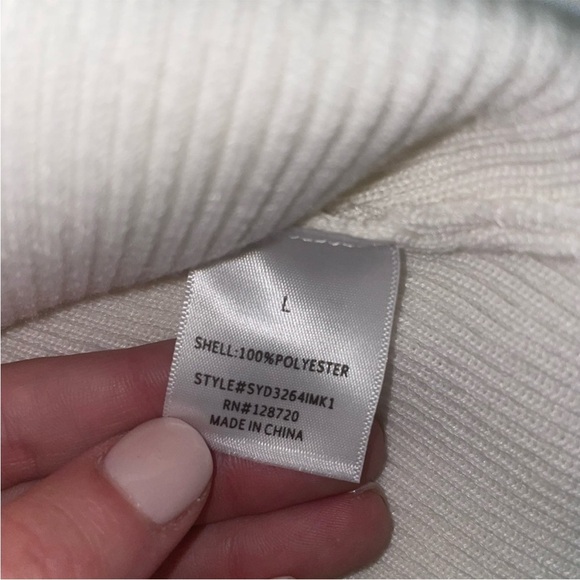 L
SHELL:100%POLYESTER
STYLE#SYD3264IMK1
RN#128720
MADE IN CHINA